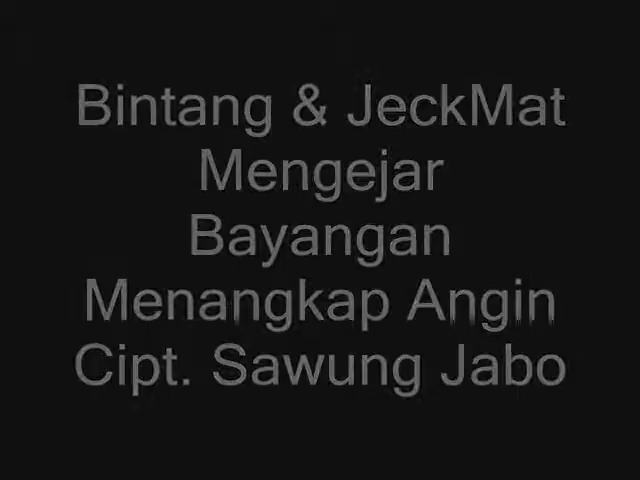 Bintang & JeckMat
Mengejar
Bayangan
Menangkap Angin
Cipt. Sawung Jabo